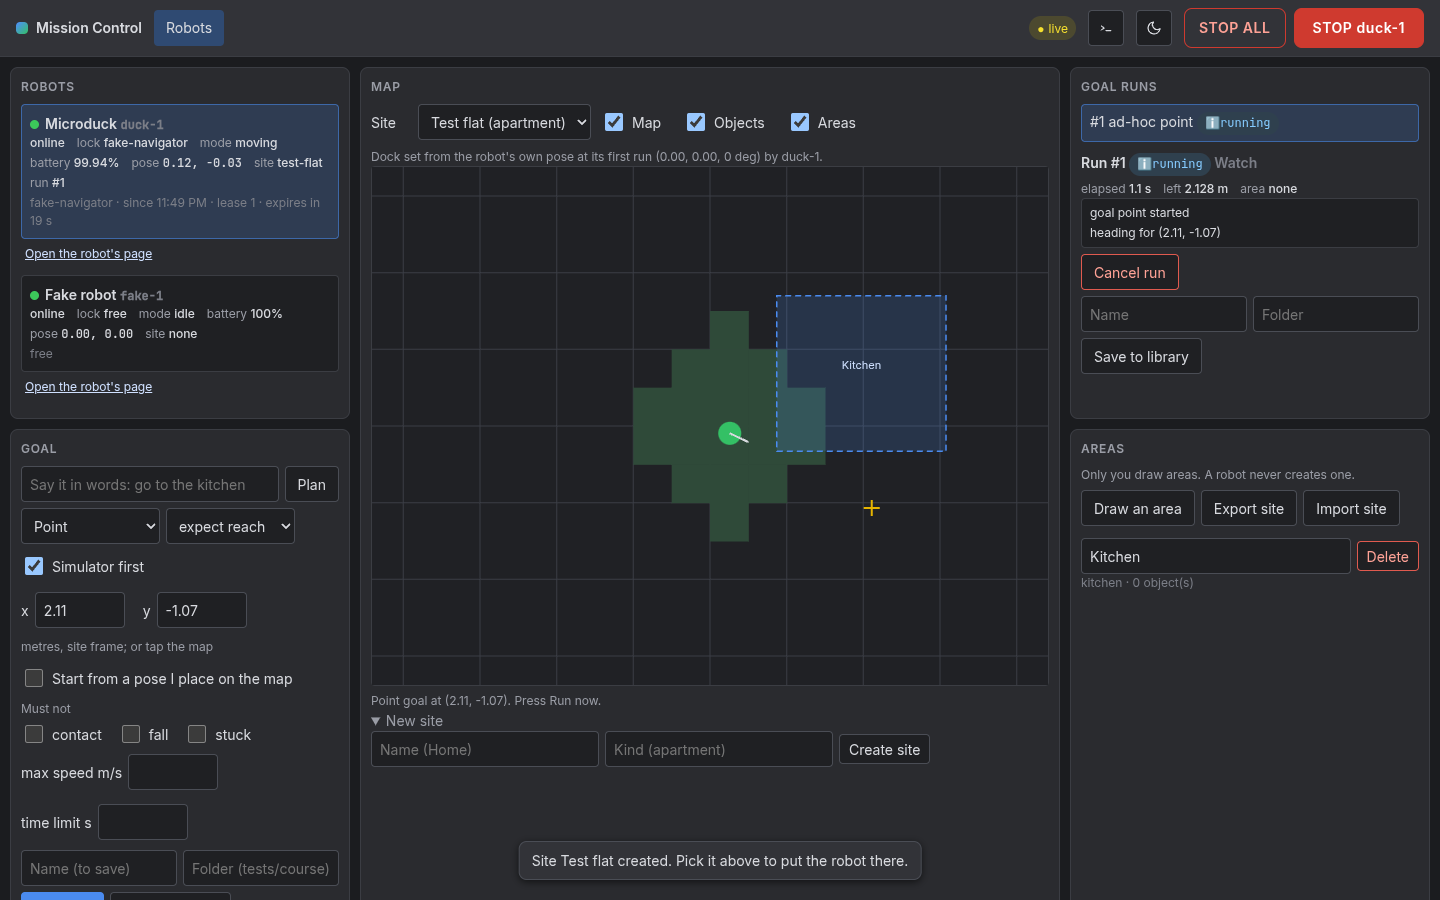 Mission Control Robots ● live STOP ALL STOP duck-1
ROBOTS
Microduck duck-1
online lock fake-navigator mode moving
battery 99.94% pose 0.12, -0.03 site test-flat
run #1
fake-navigator · since 11:49 PM · lease 1 · expires in
19 s
Open the robot's page
Fake robot fake-1
online lock free mode idle battery 100%
pose 0.00, 0.00 site none
free
Open the robot's page
GOAL
Say it in words: go to the kitchen Plan
Point expect reach
Simulator first
x 2.11 y -1.07
metres, site frame; or tap the map
Start from a pose I place on the map
Must not
contact fall stuck
max speed m/s
time limit s
Name (to save) Folder (tests/course)
MAP
Site Test flat (apartment) Map Objects Areas
Dock set from the robot's own pose at its first run (0.00, 0.00, 0 deg) by duck-1.
Kitchen
Point goal at (2.11, -1.07). Press Run now.
▼ New site
Name (Home) Kind (apartment) Create site
Site Test flat created. Pick it above to put the robot there.
GOAL RUNS
#1 ad-hoc point ℹ️running
Run #1 ℹ️running Watch
elapsed 1.1 s left 2.128 m area none
goal point started
heading for (2.11, -1.07)
Cancel run
Name Folder
Save to library
AREAS
Only you draw areas. A robot never creates one.
Draw an area Export site Import site
Kitchen Delete
kitchen · 0 object(s)